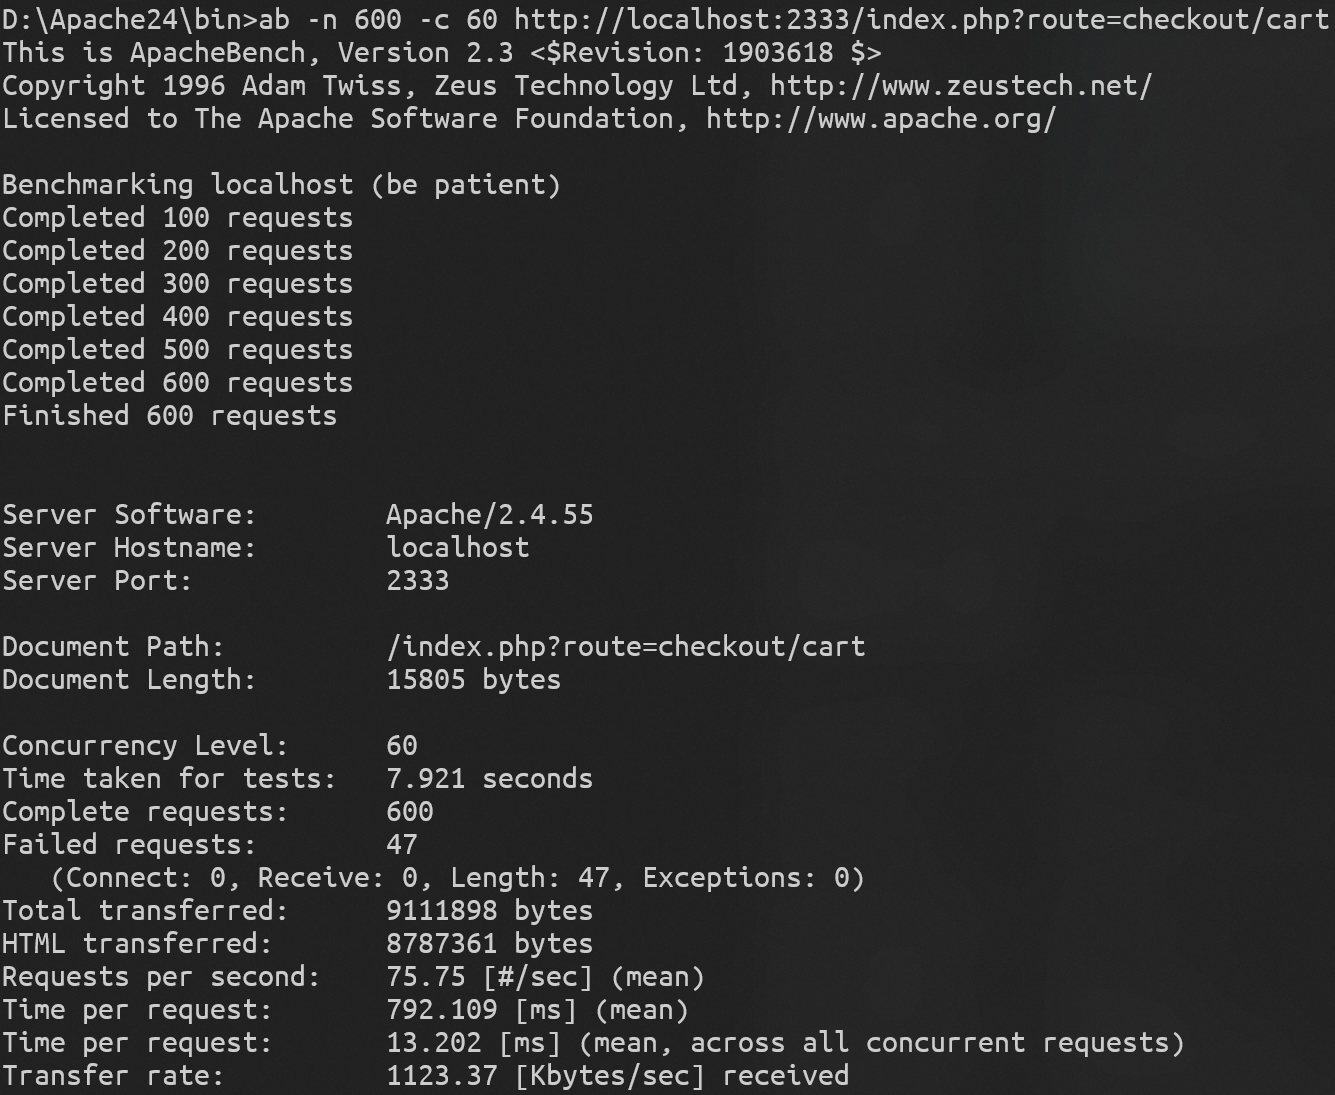 D:\Apache24\bin>ab -n 600 -c 60 http://localhost:2333/index.php?route=checkout/cart
This is ApacheBench, Version 2.3 <$Revision: 1903618 $>
Copyright 1996 Adam Twiss, Zeus Technology Ltd, http://www.zeustech.net/
Licensed to The Apache Software Foundation, http://www.apache.org/

Benchmarking localhost (be patient)
Completed 100 requests
Completed 200 requests
Completed 300 requests
Completed 400 requests
Completed 500 requests
Completed 600 requests
Finished 600 requests


Server Software:        Apache/2.4.55
Server Hostname:        localhost
Server Port:            2333

Document Path:          /index.php?route=checkout/cart
Document Length:        15805 bytes

Concurrency Level:      60
Time taken for tests:   7.921 seconds
Complete requests:      600
Failed requests:        47
   (Connect: 0, Receive: 0, Length: 47, Exceptions: 0)
Total transferred:      9111898 bytes
HTML transferred:       8787361 bytes
Requests per second:    75.75 [#/sec] (mean)
Time per request:       792.109 [ms] (mean)
Time per request:       13.202 [ms] (mean, across all concurrent requests)
Transfer rate:          1123.37 [Kbytes/sec] received